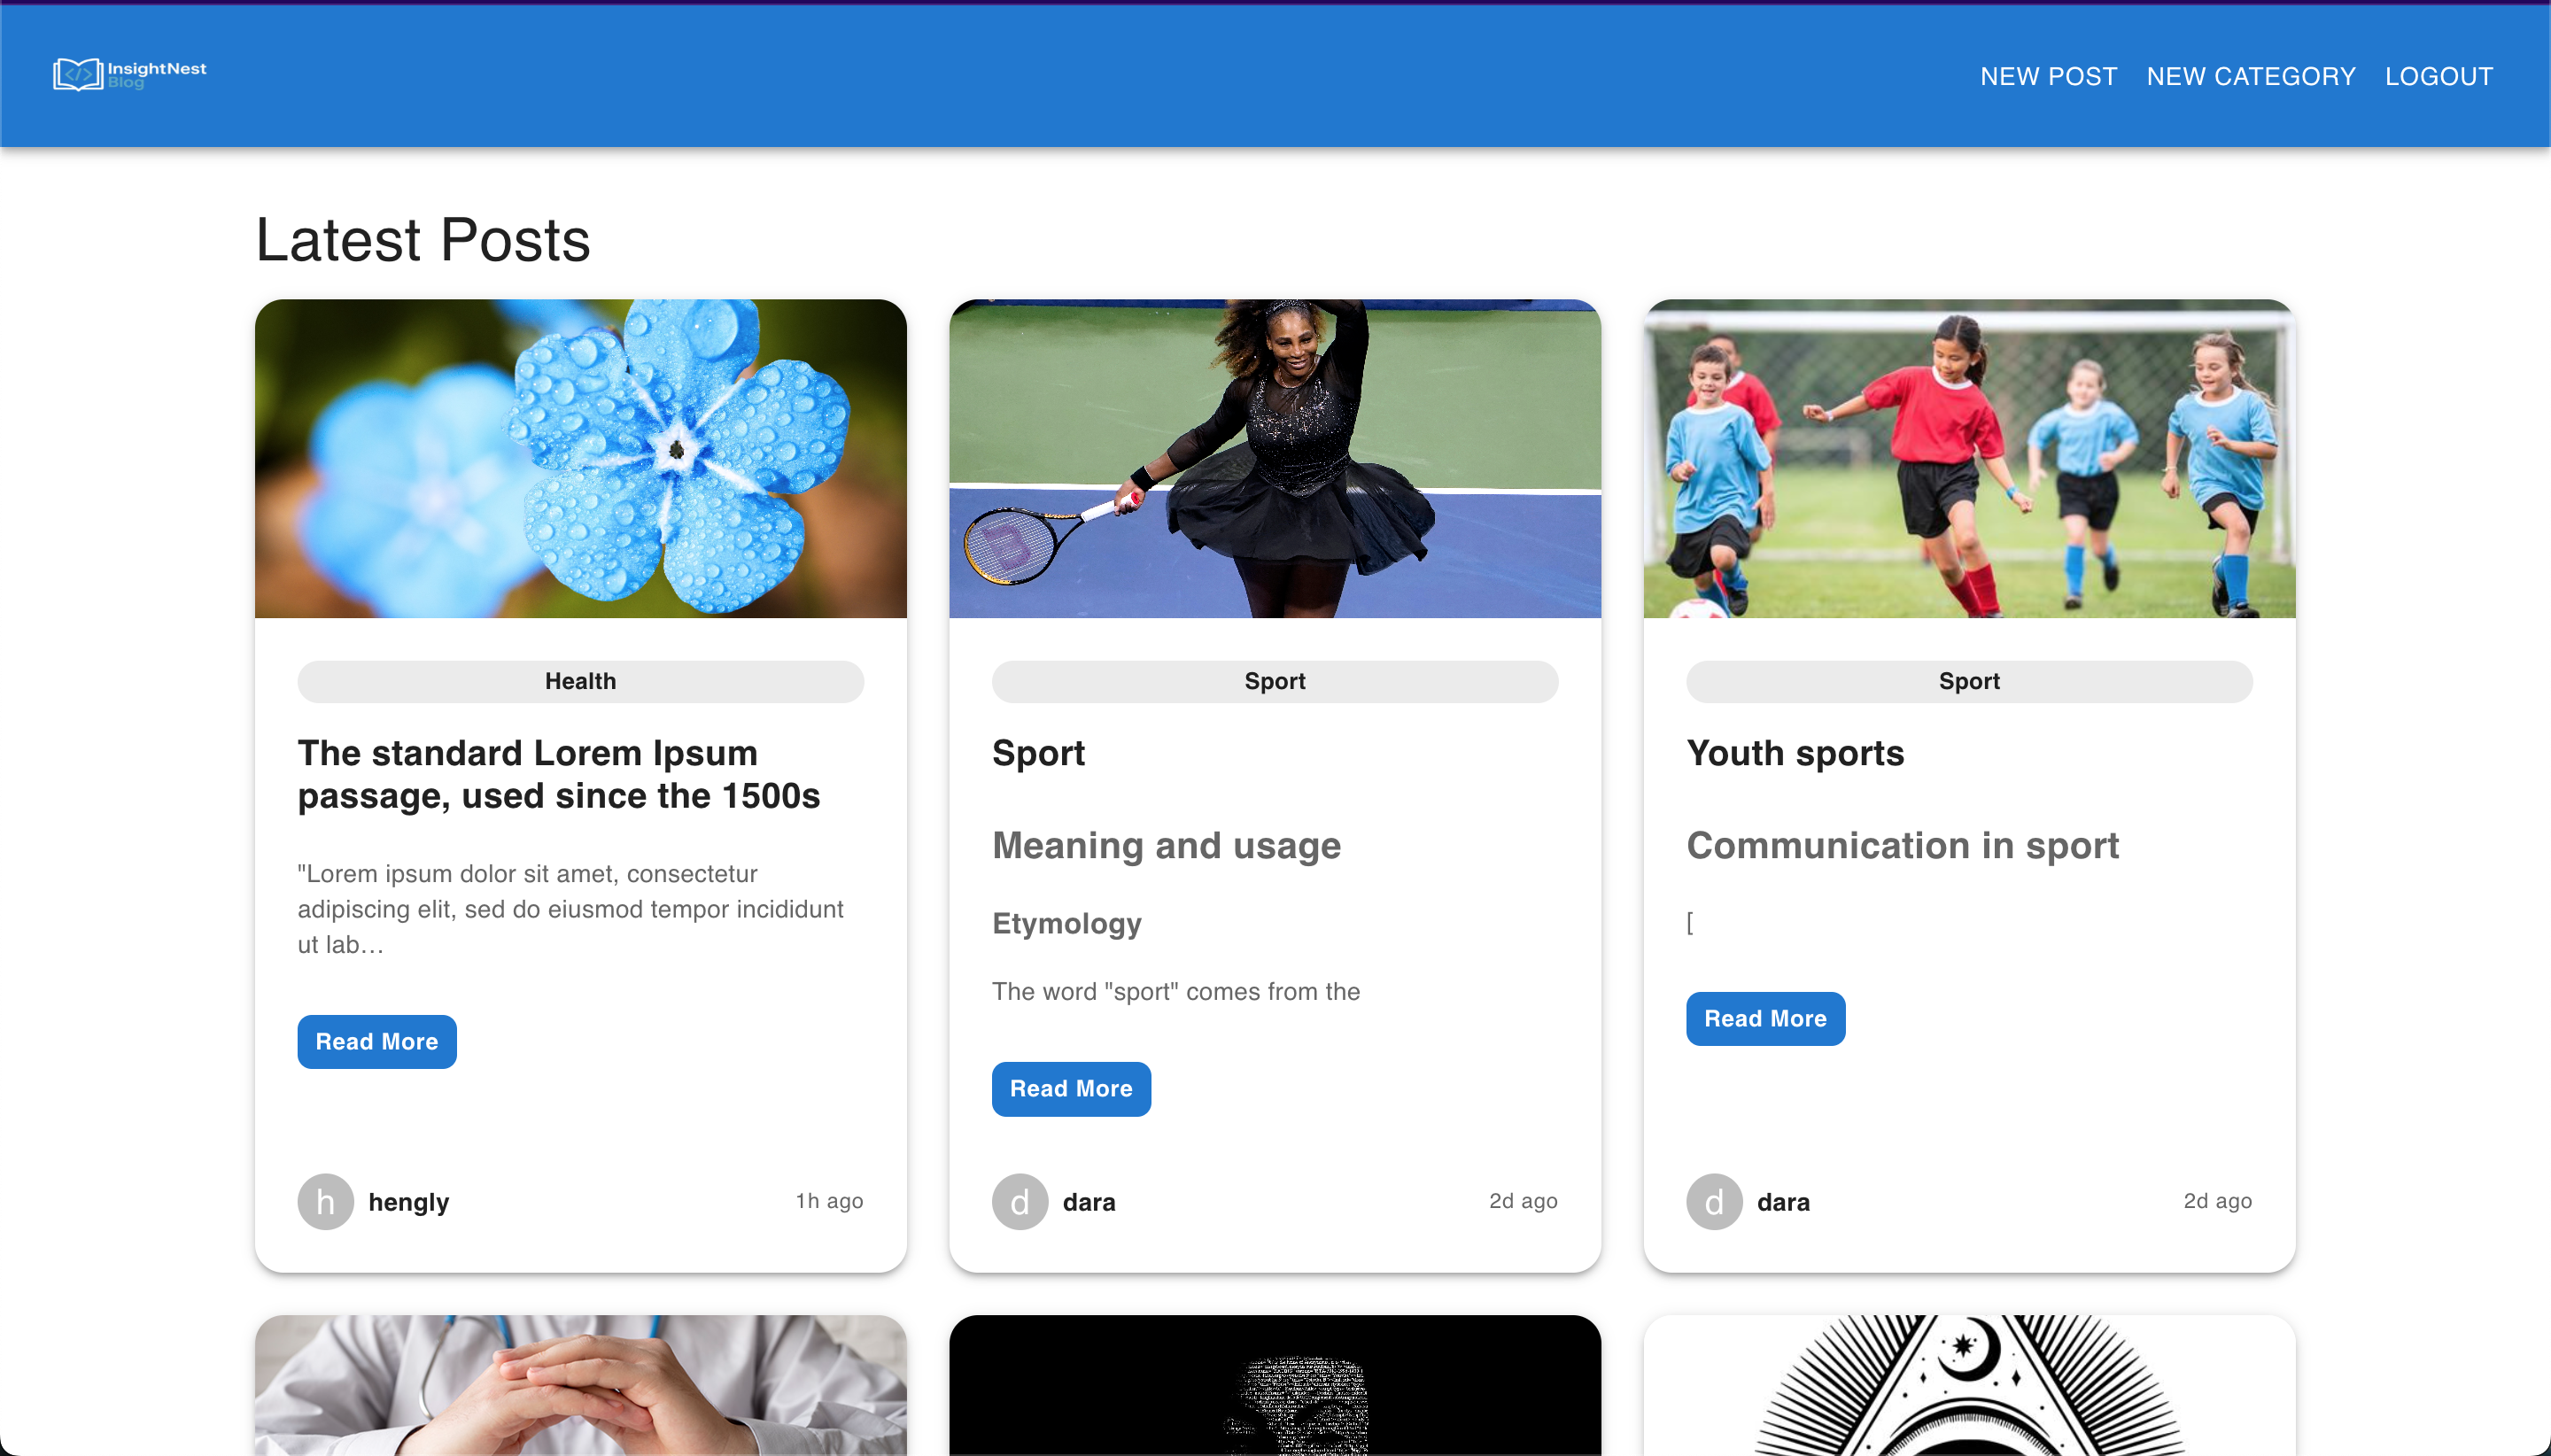 InsightNest
Blog
NEW POST NEW CATEGORY LOGOUT
Latest Posts
Health
The standard Lorem Ipsum
passage, used since the 1500s
"Lorem ipsum dolor sit amet, consectetur
adipiscing elit, sed do eiusmod tempor incididunt
ut lab…
Read More
h hengly 1h ago
Sport
Sport
Meaning and usage
Etymology
The word "sport" comes from the
Read More
d dara 2d ago
Sport
Youth sports
Communication in sport
[
Read More
d dara 2d ago